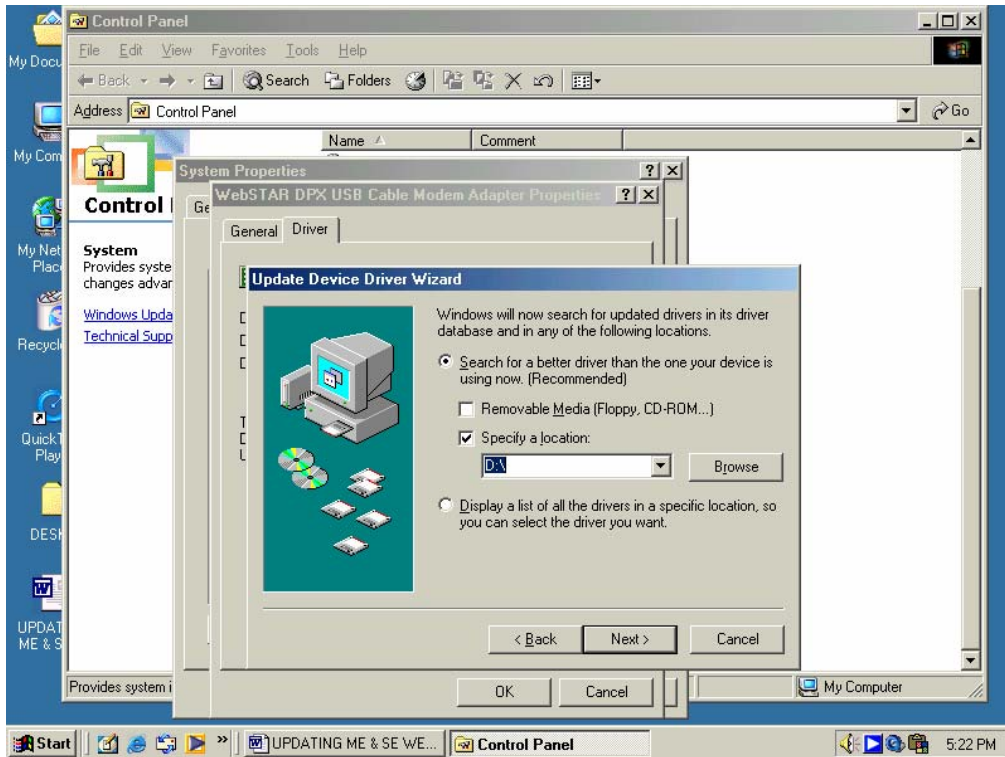 Control Panel
File Edit View Favorites Tools Help
Back Search Folders
Address Control Panel Go
Name Comment
My Docu
My Com
My Net
Plac
Recycl
QuickT
Play
DESK
UPDAT
ME & S
Control
System
Provides syste
changes advar
Windows Upda
Technical Supp
System Properties
Ge
WebSTAR DPX USB Cable Modem Adapter Properties
General Driver
Update Device Driver Wizard
Windows will now search for updated drivers in its driver
database and in any of the following locations.
Search for a better driver than the one your device is
using now. (Recommended)
Removable Media (Floppy, CD-ROM...)
Specify a location:
D:\
Browse
Display a list of all the drivers in a specific location, so
you can select the driver you want.
< Back Next > Cancel
OK Cancel
Provides system i My Computer
Start » UPDATING ME & SE WE... Control Panel 5:22 PM